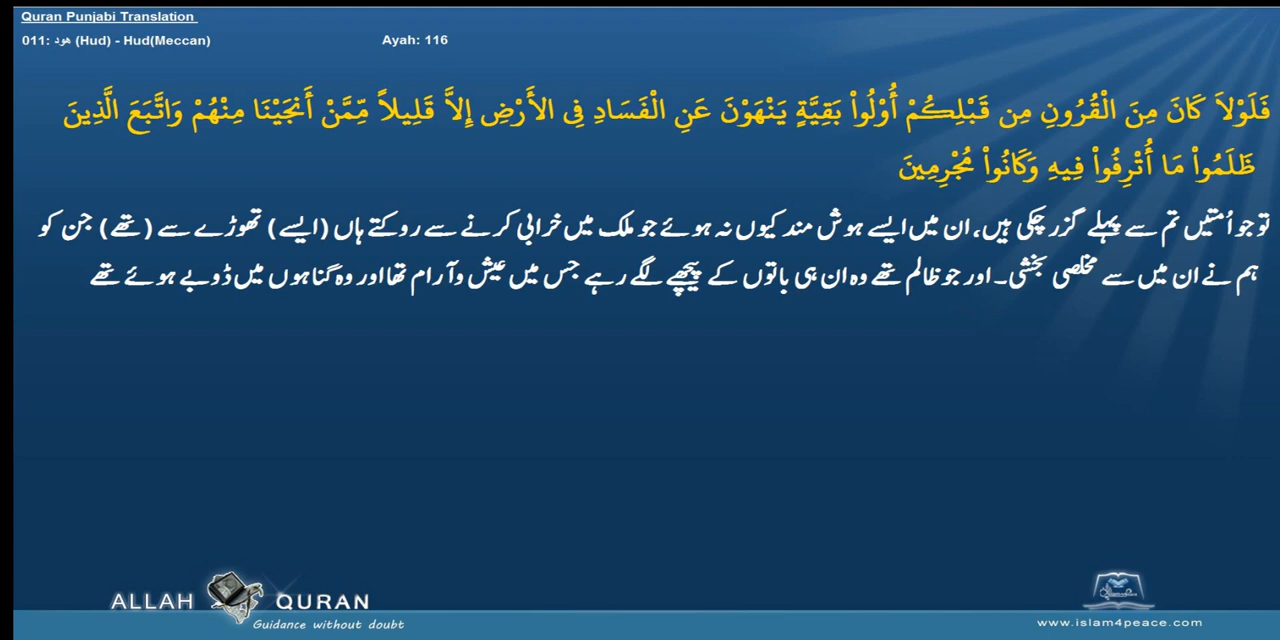 Quran Punjabi Translation
011: هود (Hud) - Hud(Meccan)
Ayah: 116
فَلَوْلاَ كَانَ مِنَ الْقُرُونِ مِن قَبْلِكُمْ أُوْلُواْ بَقِيَّةٍ يَنْهَوْنَ عَنِ الْفَسَادِ فِى الأَرْضِ إِلاَّ قَلِيلاً مِّمَّنْ أَنجَيْنَا مِنْهُمْ وَاتَّبَعَ الَّذِينَ
ظَلَمُواْ مَا أُتْرِفُواْ فِيهِ وَكَانُواْ مُجْرِمِينَ
تو جو اُمتیں تم سے پہلے گزر چکی ہیں، ان میں ایسے ہوش مند کیوں نہ ہوئے جو ملک میں خرابی کرنے سے روکتے ہاں (ایسے) تھوڑے سے (تھے) جن کو
ہم نے ان میں سے مخلصی بخشی۔ اور جو ظالم تھے وہ ان ہی باتوں کے پیچھے لگے رہے جس میں عیش وآرام تھا اور وہ گناہوں میں ڈوبے ہوئے تھے
ALLAH QURAN
Guidance without doubt
www.islam4peace.com